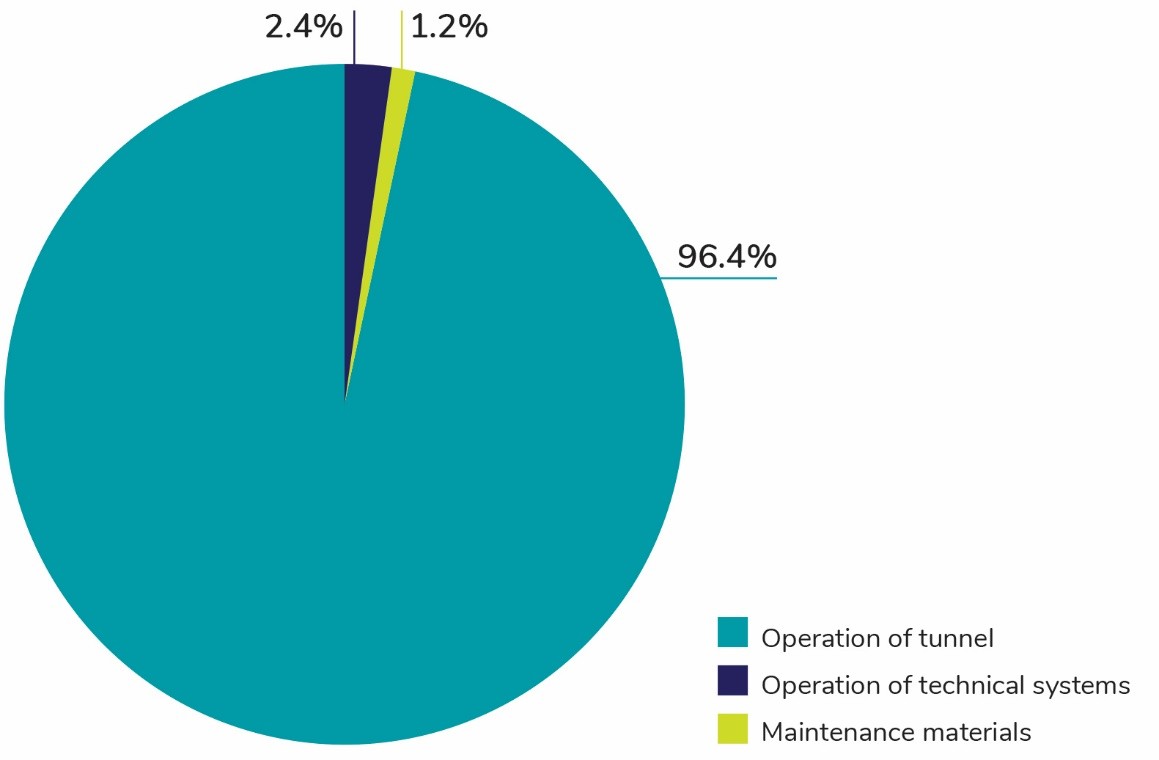 2.4%
1.2%
96.4%
Operation of tunnel
Operation of technical systems
Maintenance materials